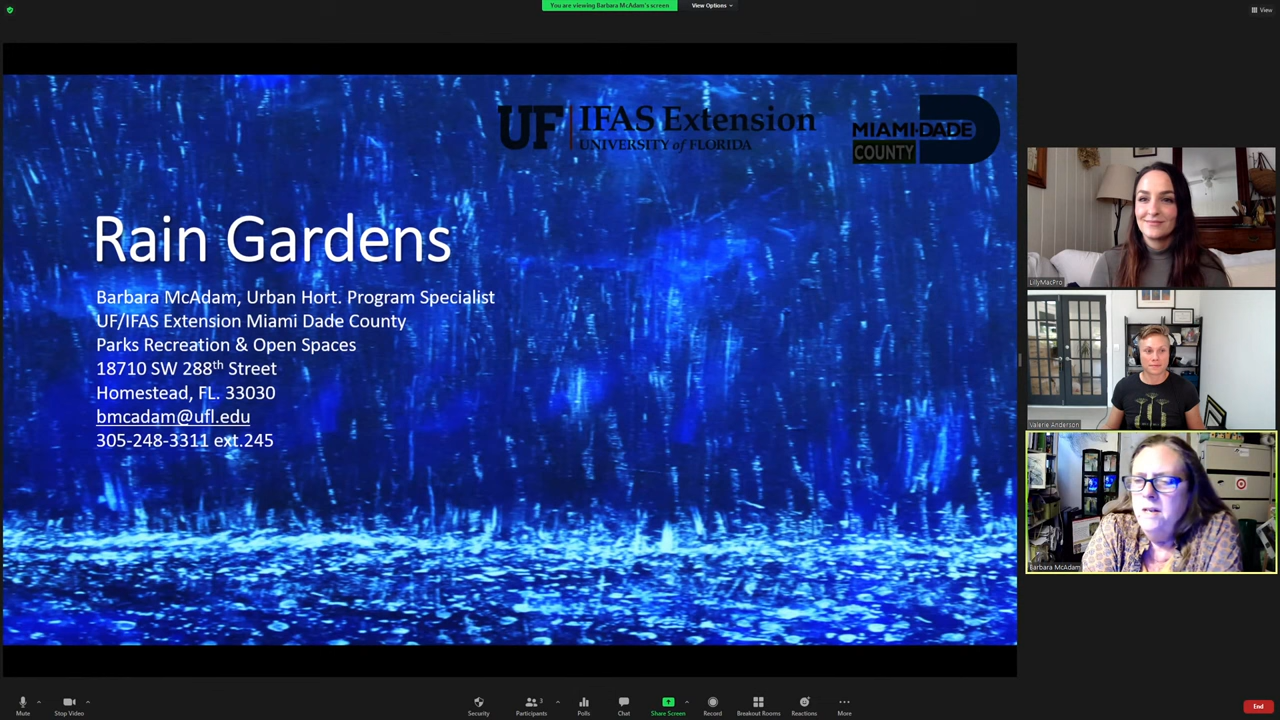 You are viewing Barbara McAdam's screen
View Options
View
UF | IFAS Extension
UNIVERSITY of FLORIDA
MIAMI-DADE
COUNTY
Rain Gardens
Barbara McAdam, Urban Hort. Program Specialist
UF/IFAS Extension Miami Dade County
Parks Recreation & Open Spaces
18710 SW 288th Street
Homestead, FL. 33030
bmcadam@ufl.edu
305-248-3311 ext.245
LillyMacPro
Valerie Anderson
Barbara McAdam
Mute
Stop Video
Security
Participants
3
Polls
Chat
Share Screen
Record
Breakout Rooms
Reactions
More
End